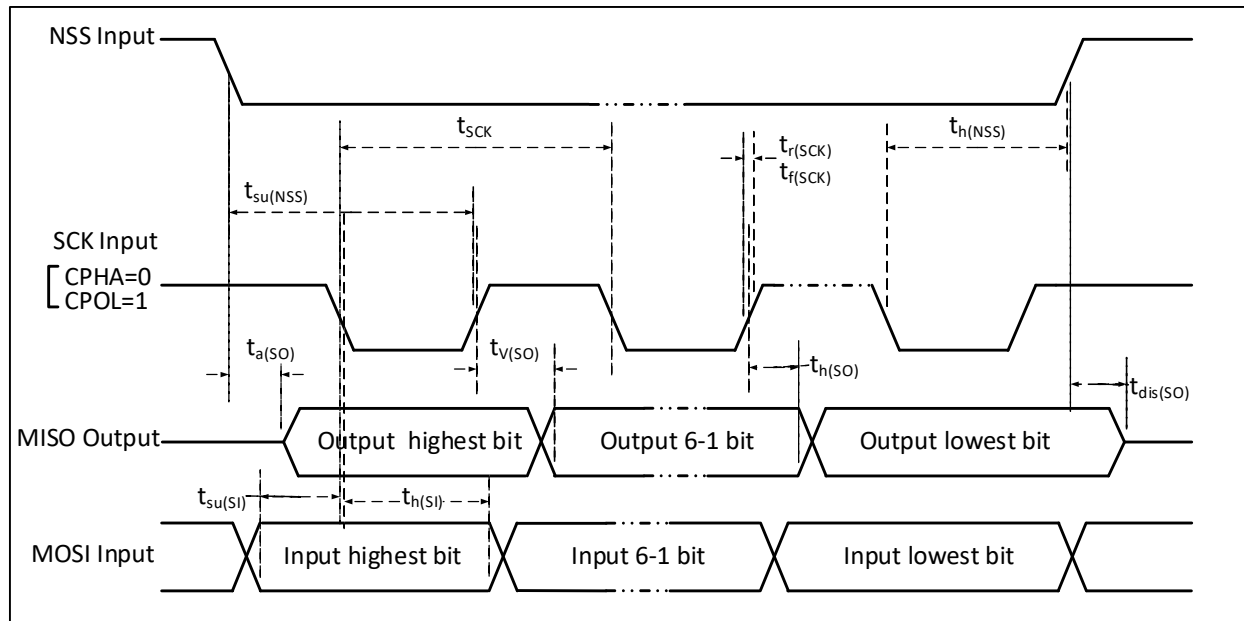 NSS Input
tSCK
tr(SCK)
tf(SCK)
th(NSS)
tsu(NSS)
SCK Input
CPHA=0
CPOL=1
ta(SO)
tV(SO)
th(SO)
tdis(SO)
MISO Output
Output highest bit
Output 6-1 bit
Output lowest bit
tsu(SI)
th(SI)
MOSI Input
Input highest bit
Input 6-1 bit
Input lowest bit